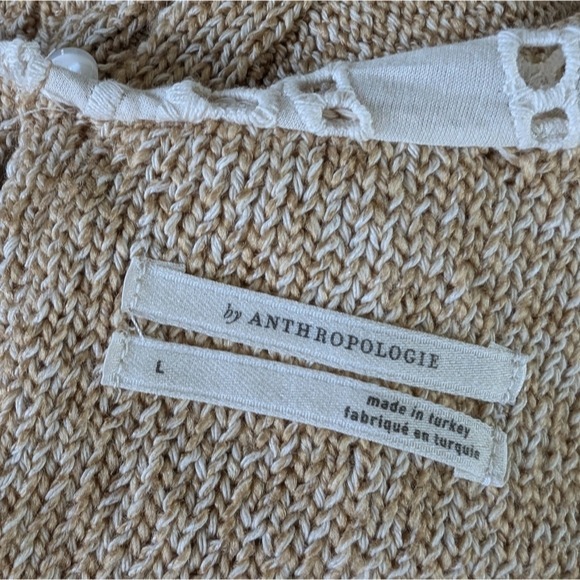 by ANTHROPOLOGIE
L
made in turkey
fabriqué en turquie